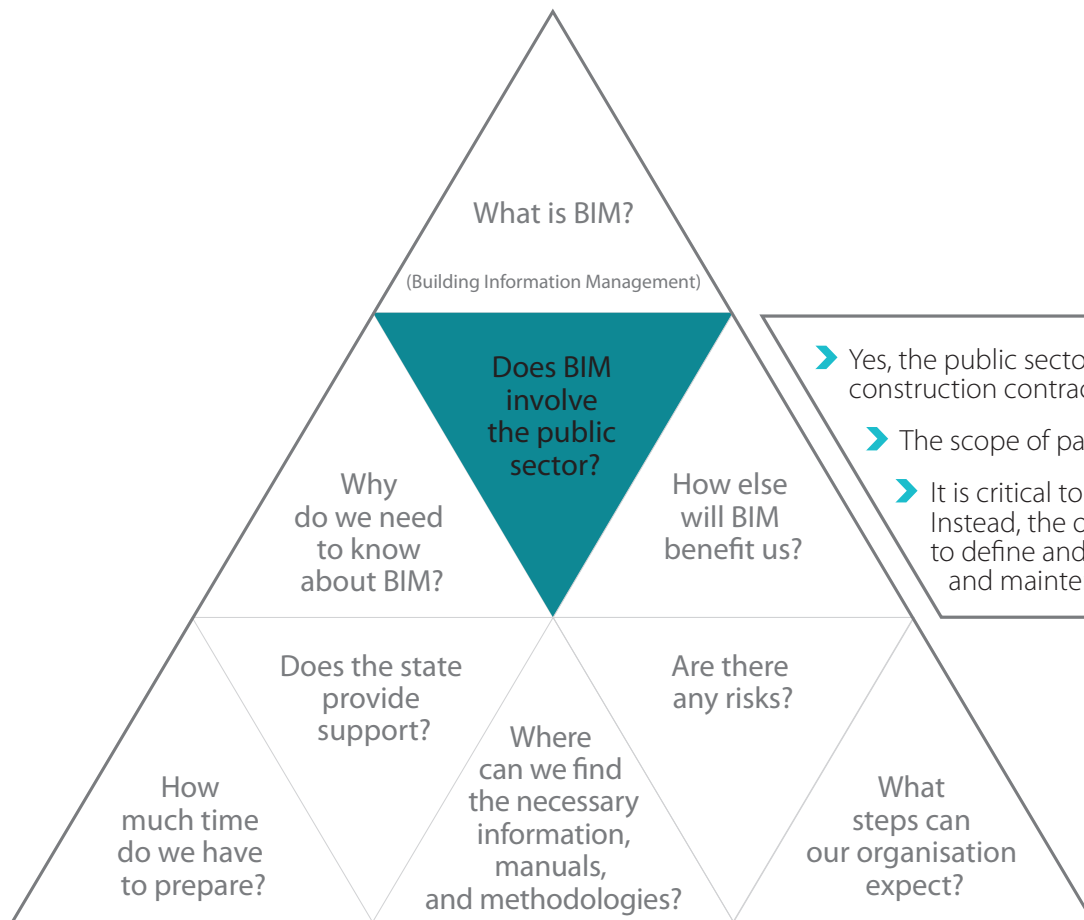 What is BIM?
(Building Information Management)
Does BIM
involve
the public
sector?
Why
do we need
to know
about BIM?
How else
will BIM
benefit us?
Does the state
provide
support?
Are there
any risks?
How
much time
do we have
to prepare?
Where
can we find
the necessary
information,
manuals,
and methodologies?
What
steps can
our organisation
expect?
Yes, the public
construction
The scope of
It is critical to
Instead, the
to define and
and